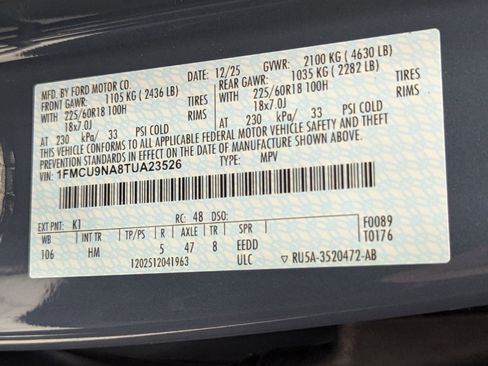 MFD. BY FORD MOTOR CO. 12/25 GVWR: 2100 KG ( 4630 LB)
FRONT GAWR: 1105 KG ( 2436 LB) REAR GAWR: 1035 KG ( 2282 LB)
WITH 225/60R18 100H TIRES WITH 225/60R18 100H TIRES
18x7.0J RIMS 18x7.0J RIMS
AT 230 kPa/ 33 PSI COLD AT 230 kPa/ 33 PSI COLD
THIS VEHICLE CONFORMS TO ALL APPLICABLE FEDERAL MOTOR VEHICLE SAFETY AND THEFT
PREVENTION STANDARDS IN EFFECT ON THE DATE OF MANUFACTURE SHOWN ABOVE.
VIN: 1FMCU9NA8TUA23526 TYPE: MPV
EXT PNT: K1 RC: 48 DSO: F0089
WB INT TR TP/PS R AXLE TR SPR T0176
106 HM 5 47 8 EEDD
1202512041963 ULC ▽ RU5A-3520472-AB